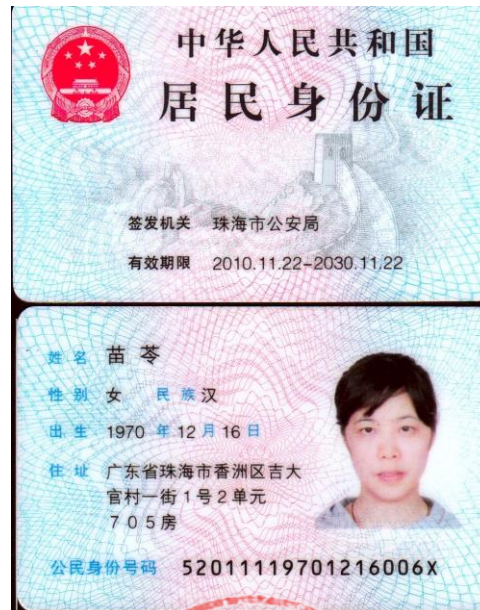 中华人民共和国
居民身份证
签发机关 珠海市公安局
有效期限 2010.11.22-2030.11.22
姓名 苗苓
性别 女 民族 汉
出生 1970 年 12 月 16 日
住址 广东省珠海市香洲区吉大
官村一街1号2单元
705房
公民身份号码 52011119701216006X